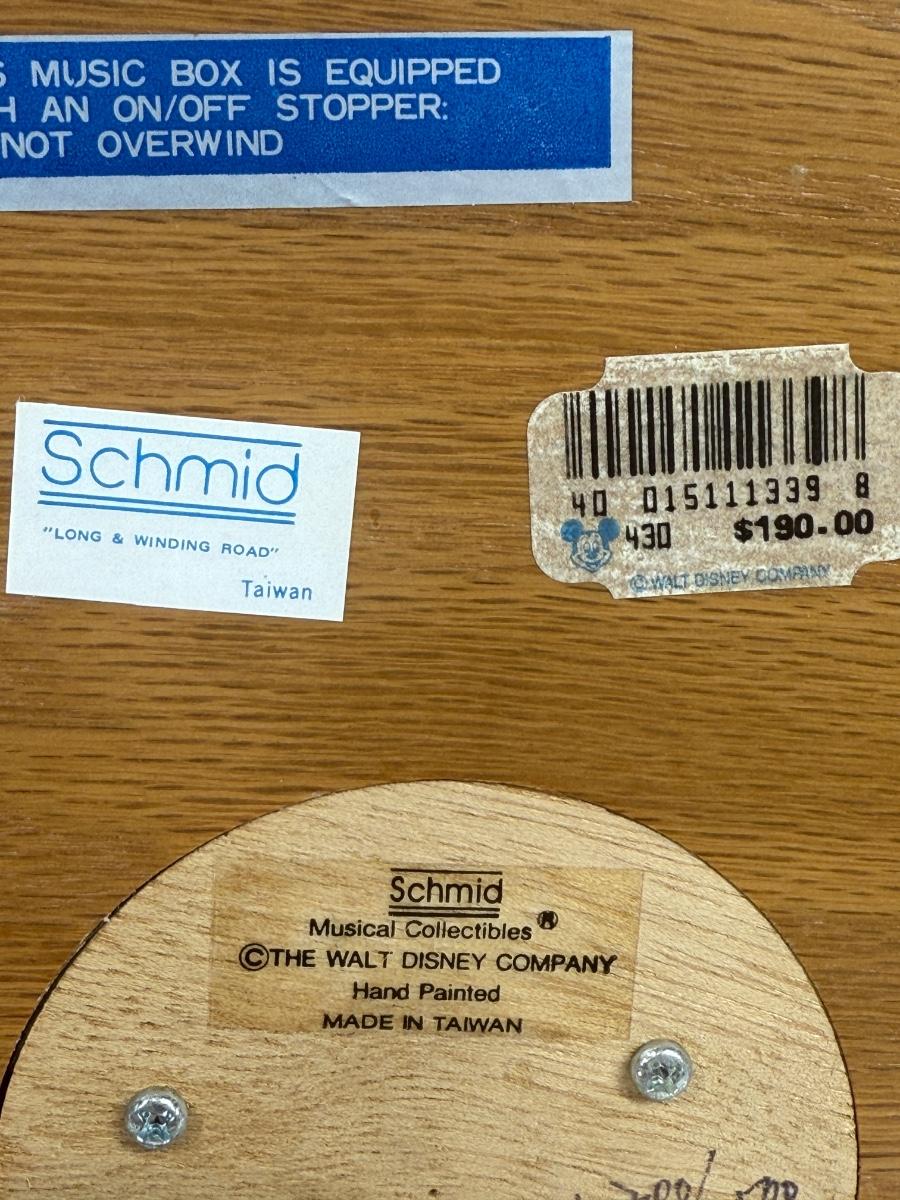 MUSIC BOX IS EQUIPPED
AN ON/OFF STOPPER:
NOT OVERWIND
Schmid
"LONG & WINDING ROAD"
Taiwan
40 015111339 8
430 $190.00
© WALT DISNEY COMPANY
Schmid
Musical Collectibles®
©THE WALT DISNEY COMPANY
Hand Painted
MADE IN TAIWAN